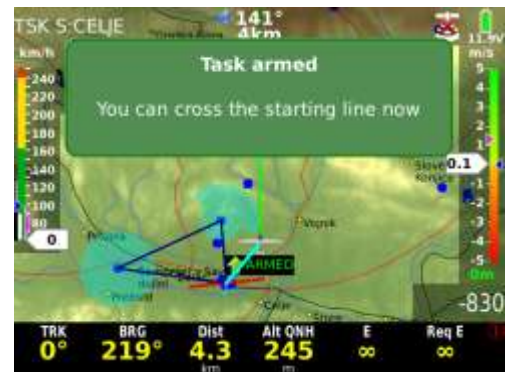 TSK S CELJE
141°
4km
11.9V
km/h
m/s
Task armed
You can cross the starting line now
240
220
200
180
160
140
120
100
80
0
5
4
3
2
1
0.1
-1
-2
-3
-4
-5
0m
-830
Vojnik
ARMED
Celje
TRK
BRG
Dist
Alt QNH
E
Req E
0°
219°
4.3
245
∞
∞
km
m